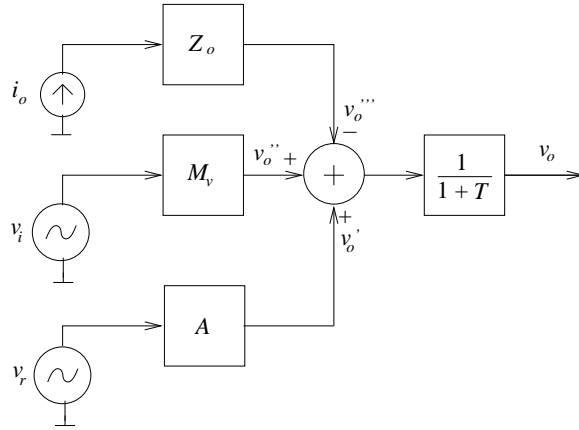 Z_o
i_o
v_o'''
−
v_o'' +
M_v
+
1
1 + T
v_o
v_i
+
v_o'
A
v_r